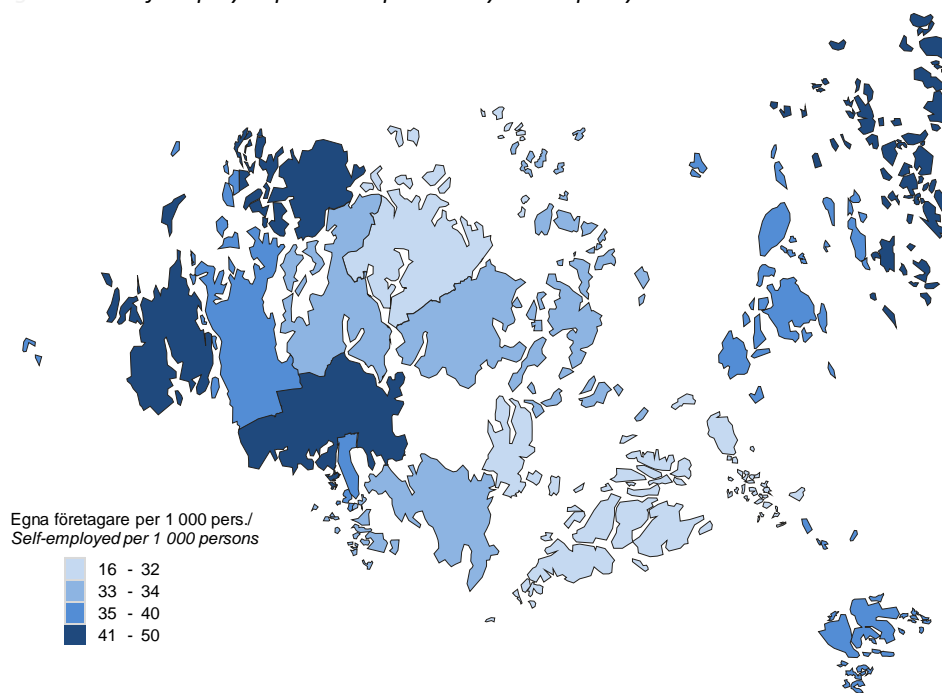 Egna företagare per 1 000 pers./
Self-employed per 1 000 persons
16 - 32
33 - 34
35 - 40
41 - 50